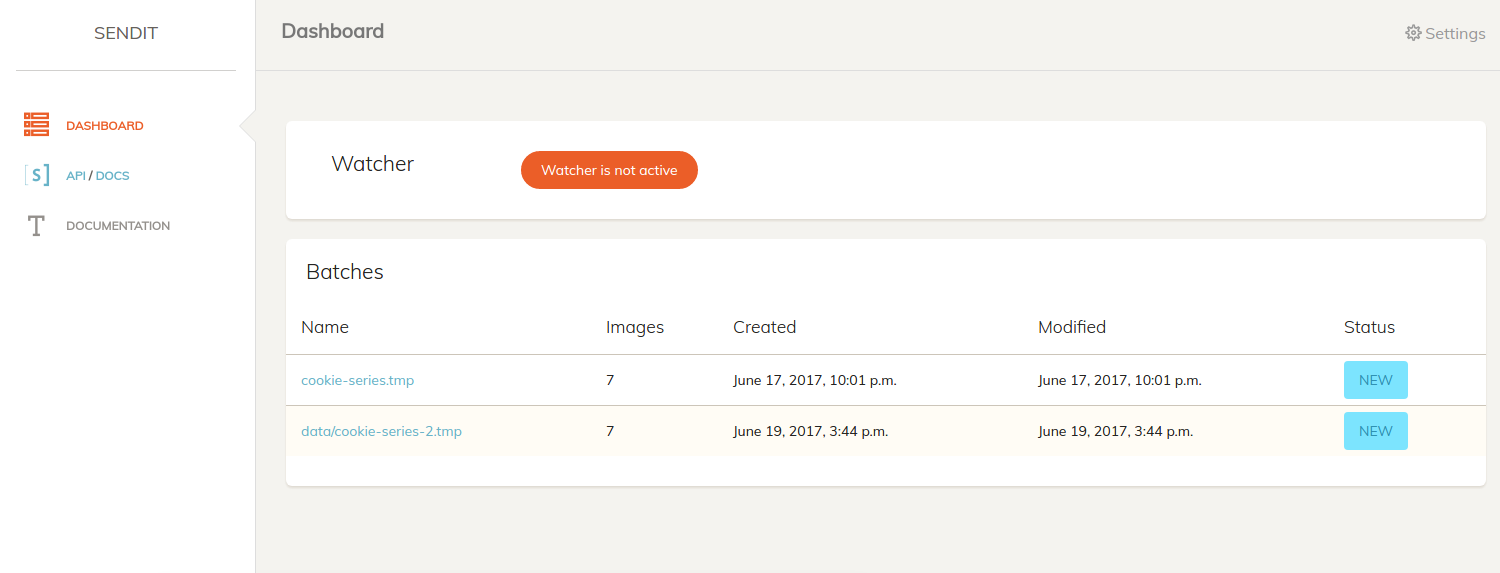 SENDIT
Dashboard
Settings
DASHBOARD
[S] API / DOCS
T DOCUMENTATION
Watcher
Watcher is not active
Batches
Name Images Created Modified Status
cookie-series.tmp 7 June 17, 2017, 10:01 p.m. June 17, 2017, 10:01 p.m. NEW
data/cookie-series-2.tmp 7 June 19, 2017, 3:44 p.m. June 19, 2017, 3:44 p.m. NEW